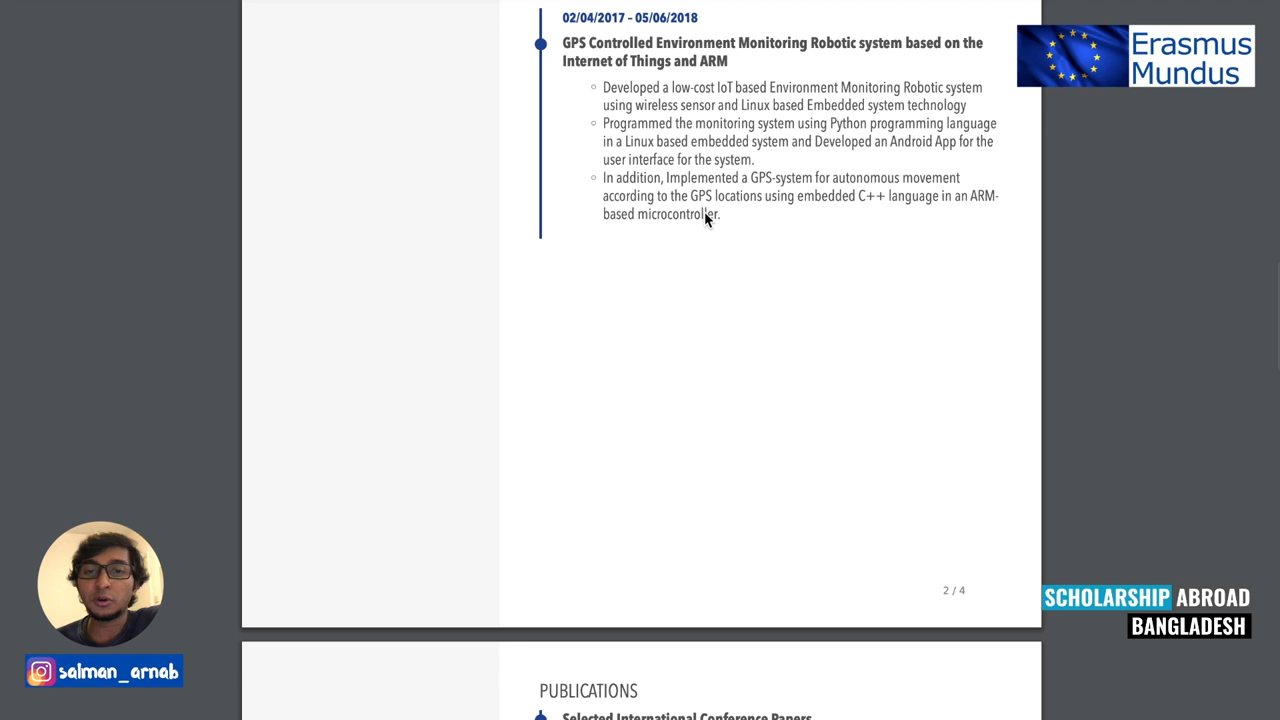 02/04/2017 – 05/06/2018
GPS Controlled Environment Monitoring Robotic system based on the
Internet of Things and ARM
Developed a low-cost IoT based Environment Monitoring Robotic system
using wireless sensor and Linux based Embedded system technology
Programmed the monitoring system using Python programming language
in a Linux based embedded system and Developed an Android App for the
user interface for the system.
In addition, Implemented a GPS-system for autonomous movement
according to the GPS locations using embedded C++ language in an ARM-
based microcontroller.
2 / 4
PUBLICATIONS
Selected International Conference Papers
Erasmus
Mundus
SCHOLARSHIP ABROAD
BANGLADESH
salman_arnab